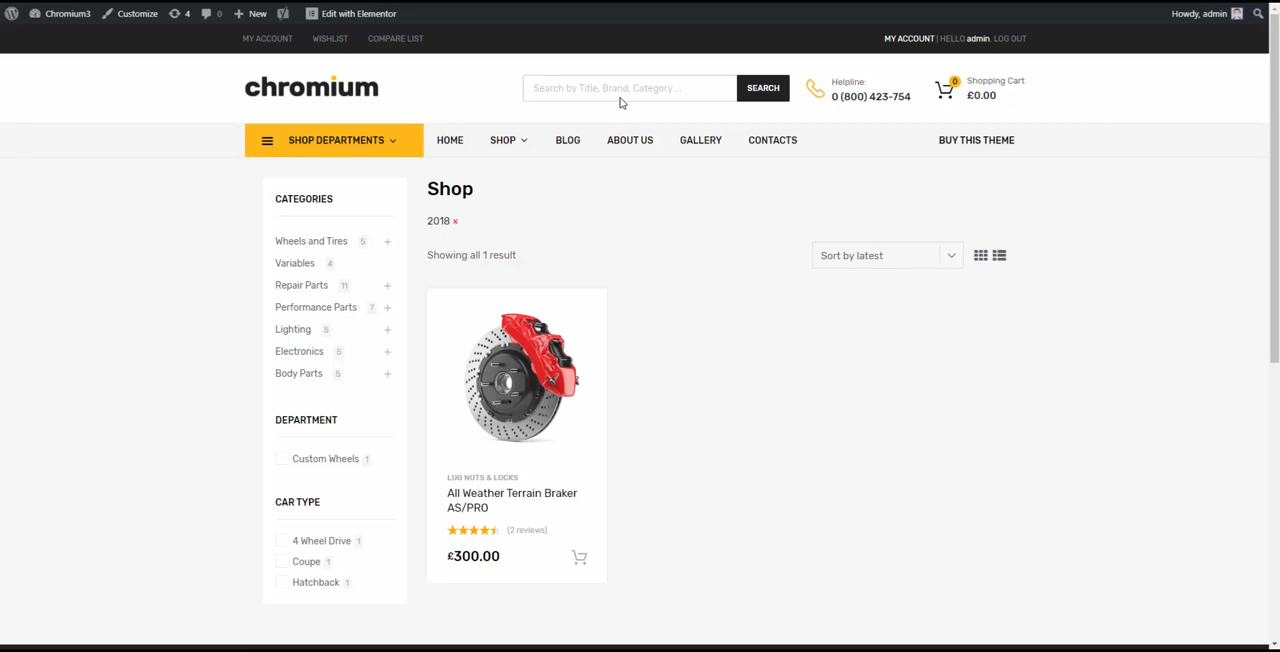 Chromium3 Customize 4 0 New Edit with Elementor Howdy, admin
MY ACCOUNT WISHLIST COMPARE LIST MY ACCOUNT | HELLO admin, LOG OUT
chromium
Search by Title, Brand, Category ... SEARCH
Helpline:
0 (800) 423-754
0
Shopping Cart
£0.00
SHOP DEPARTMENTS HOME SHOP BLOG ABOUT US GALLERY CONTACTS BUY THIS THEME
CATEGORIES
Wheels and Tires 5 +
Variables 4
Repair Parts 11 +
Performance Parts 7 +
Lighting 5 +
Electronics 5 +
Body Parts 5 +
DEPARTMENT
Custom Wheels 1
CAR TYPE
4 Wheel Drive 1
Coupe 1
Hatchback 1
Shop
2018 ×
Showing all 1 result
Sort by latest
LUG NUTS & LOCKS
All Weather Terrain Braker
AS/PRO
(2 reviews)
£300.00